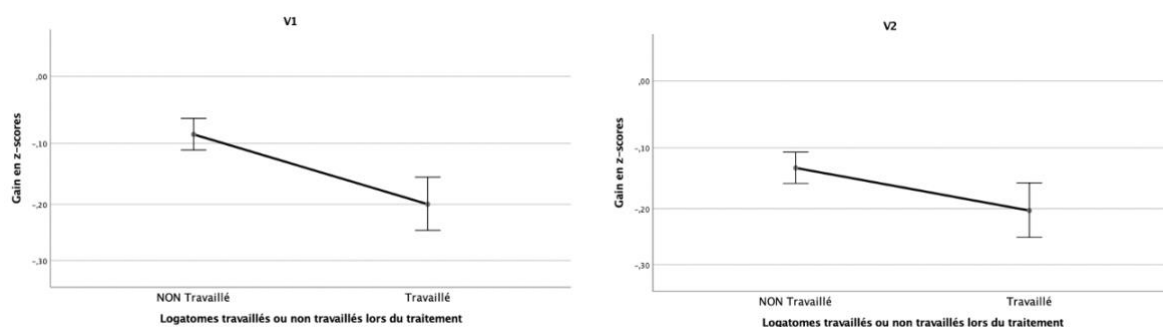 V1
,00
-,10
-,20
-,30
Gain en z-scores
NON Travaillé
Travaillé
Logatomes travaillés ou non travaillés lors du traitement
V2
,00
-,10
-,20
-,30
Gain en z-scores
NON Travaillé
Travaillé
Logatomes travaillés ou non travaillés lors du traitement